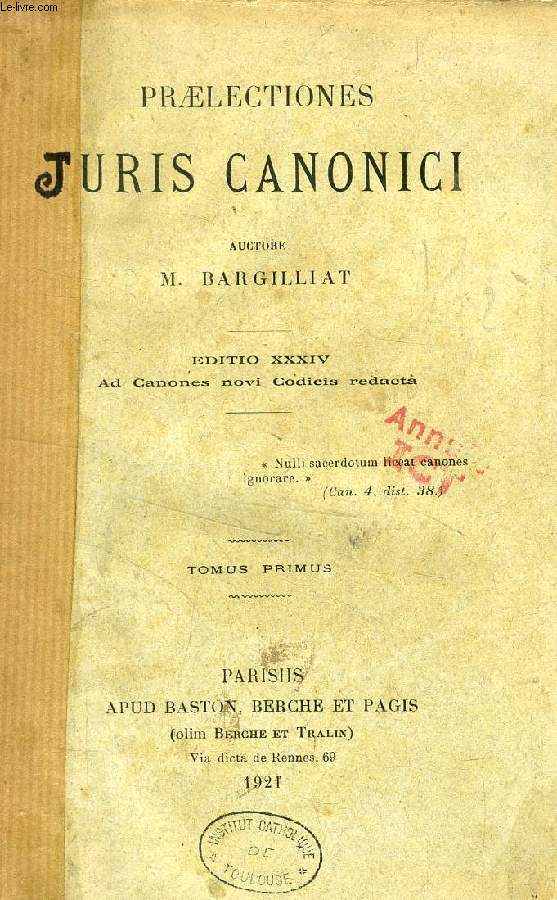 Le-livre.com
PRÆLECTIONES
JURIS CANONICI
AUCTORE
M. BARGILLIAT
EDITIO XXXIV
Ad Canones novi Codicis redacta
« Nulli sacerdotum liceat canones
ignorare. »
(Can. 4, dist. 38.)
TOMUS PRIMUS
PARISIIS
APUD BASTON, BERCHE ET PAGIS
(olim BERCHE ET TRALIN)
Via dicta de Rennes, 69
1921
INSTITUT CATHOLIQUE
DE
TOULOUSE